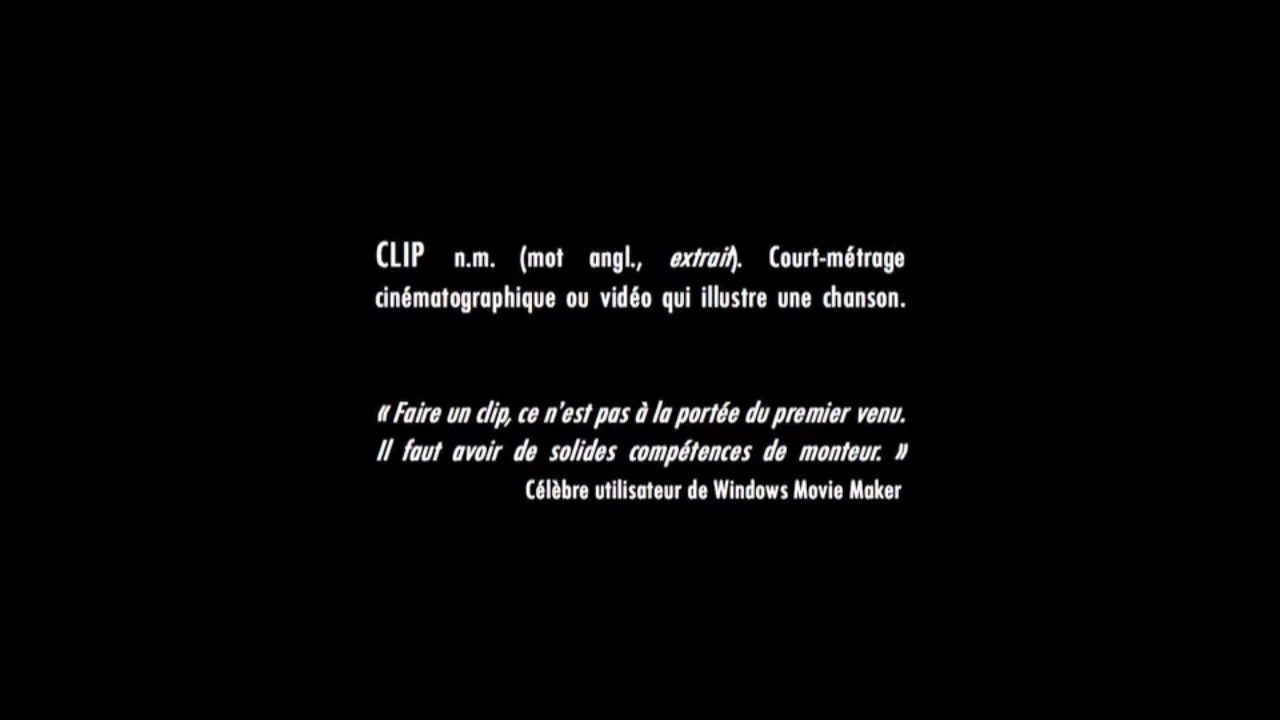 CLIP n.m. (mot angl., extrait). Court-métrage
cinématographique ou vidéo qui illustre une chanson.
« Faire un clip, ce n'est pas à la portée du premier venu.
Il faut avoir de solides compétences de monteur. »
Célèbre utilisateur de Windows Movie Maker